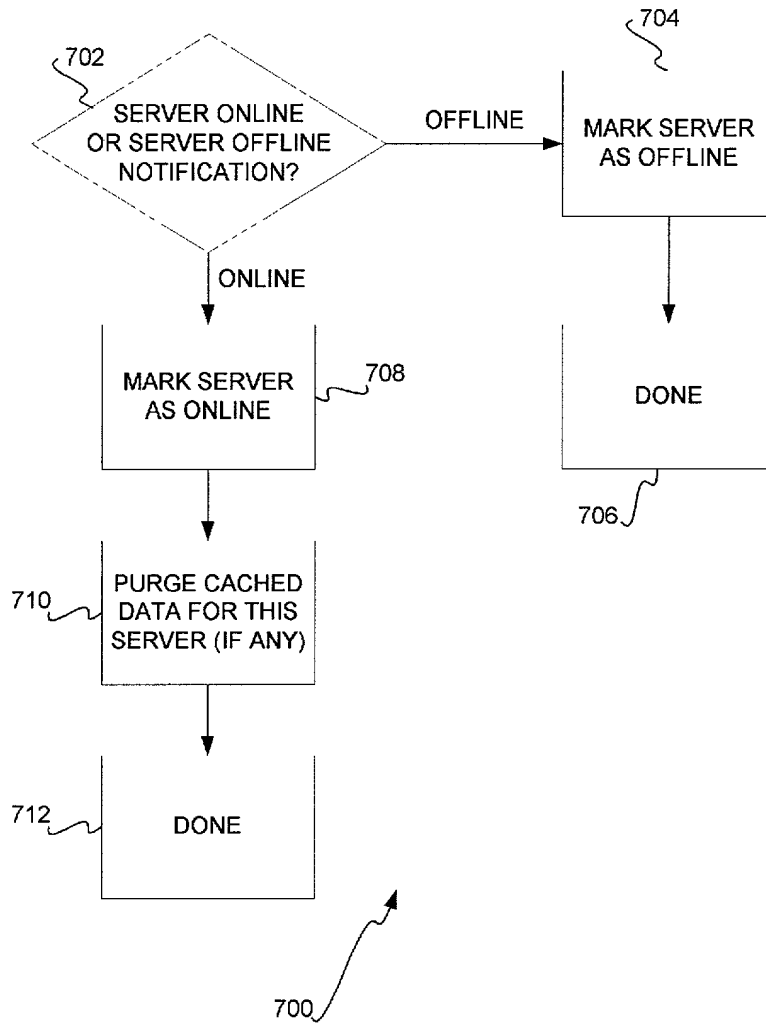 702
SERVER ONLINE
OR SERVER OFFLINE
NOTIFICATION?
OFFLINE
704
MARK SERVER
AS OFFLINE
ONLINE
MARK SERVER
AS ONLINE
708
DONE
706
710
PURGE CACHED
DATA FOR THIS
SERVER (IF ANY)
712
DONE
700